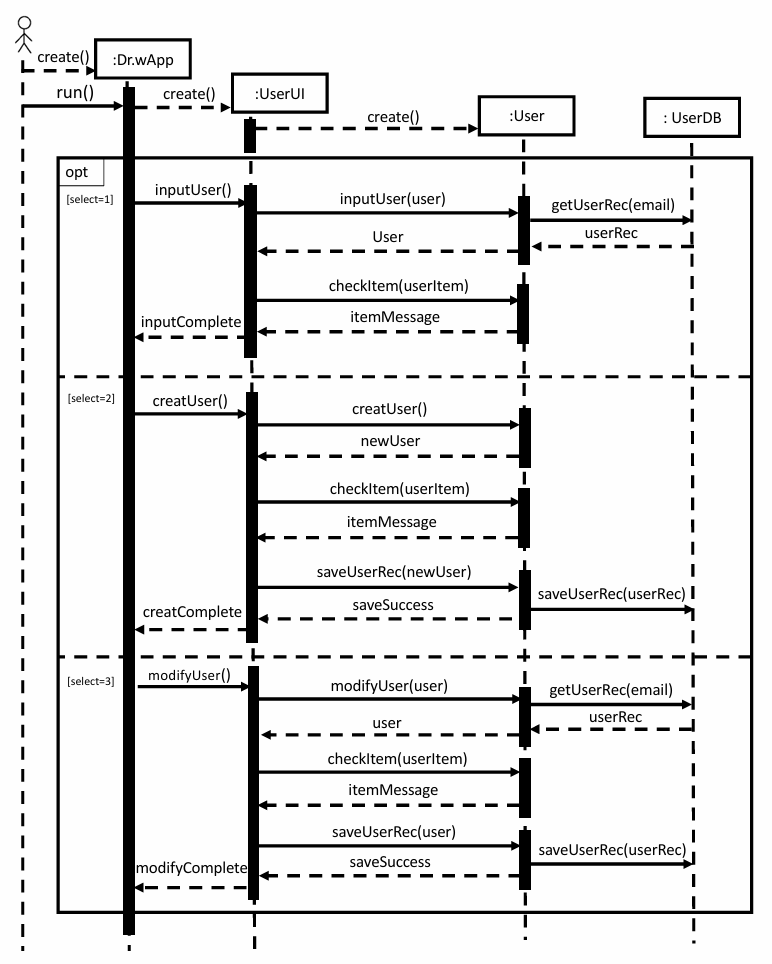 create()
:Dr.wApp
run()
create()
:UserUI
create()
:User
: UserDB
opt
[select=1]
inputUser()
inputUser(user)
getUserRec(email)
userRec
User
checkItem(userItem)
itemMessage
inputComplete
[select=2]
creatUser()
creatUser()
newUser
checkItem(userItem)
itemMessage
saveUserRec(newUser)
saveUserRec(userRec)
saveSuccess
creatComplete
[select=3]
modifyUser()
modifyUser(user)
getUserRec(email)
userRec
user
checkItem(userItem)
itemMessage
saveUserRec(user)
saveUserRec(userRec)
saveSuccess
modifyComplete